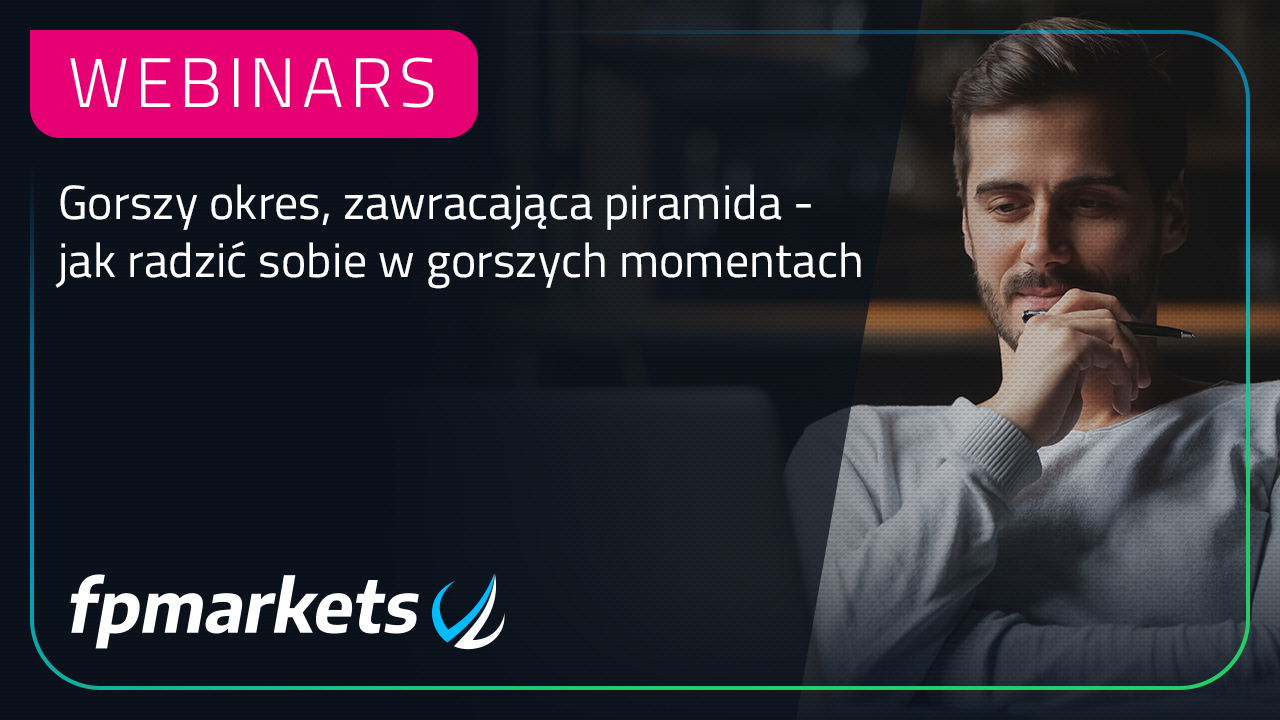 WEBINARS
Gorszy okres, zawracająca piramida -
jak radzić sobie w gorszych momentach
fpmarkets